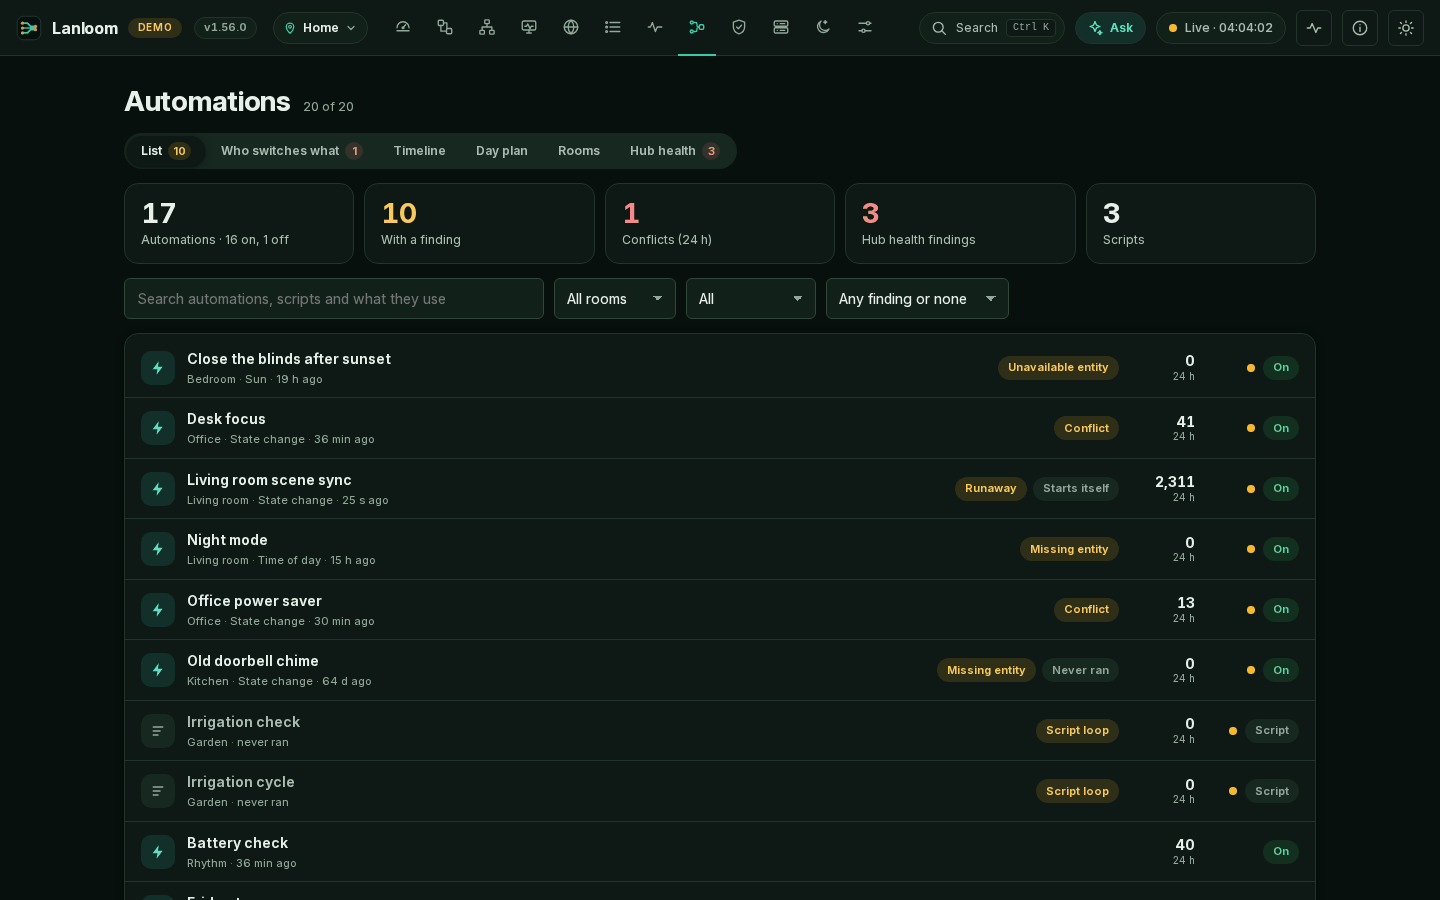 Lanloom DEMO v1.56.0 Home Search Ctrl K Ask Live · 04:04:02
Automations 20 of 20
List 10 Who switches what 1 Timeline Day plan Rooms Hub health 3
17 10 1 3 3
Automations · 16 on, 1 off With a finding Conflicts (24 h) Hub health findings Scripts
Search automations, scripts and what they use All rooms All Any finding or none
Close the blinds after sunset
Bedroom · Sun · 19 h ago
Unavailable entity
0
24 h
On
Desk focus
Office · State change · 36 min ago
Conflict
41
24 h
On
Living room scene sync
Living room · State change · 25 s ago
Runaway Starts itself
2,311
24 h
On
Night mode
Living room · Time of day · 15 h ago
Missing entity
0
24 h
On
Office power saver
Office · State change · 30 min ago
Conflict
13
24 h
On
Old doorbell chime
Kitchen · State change · 64 d ago
Missing entity Never ran
0
24 h
On
Irrigation check
Garden · never ran
Script loop
0
24 h
Script
Irrigation cycle
Garden · never ran
Script loop
0
24 h
Script
Battery check
Rhythm · 36 min ago
40
24 h
On